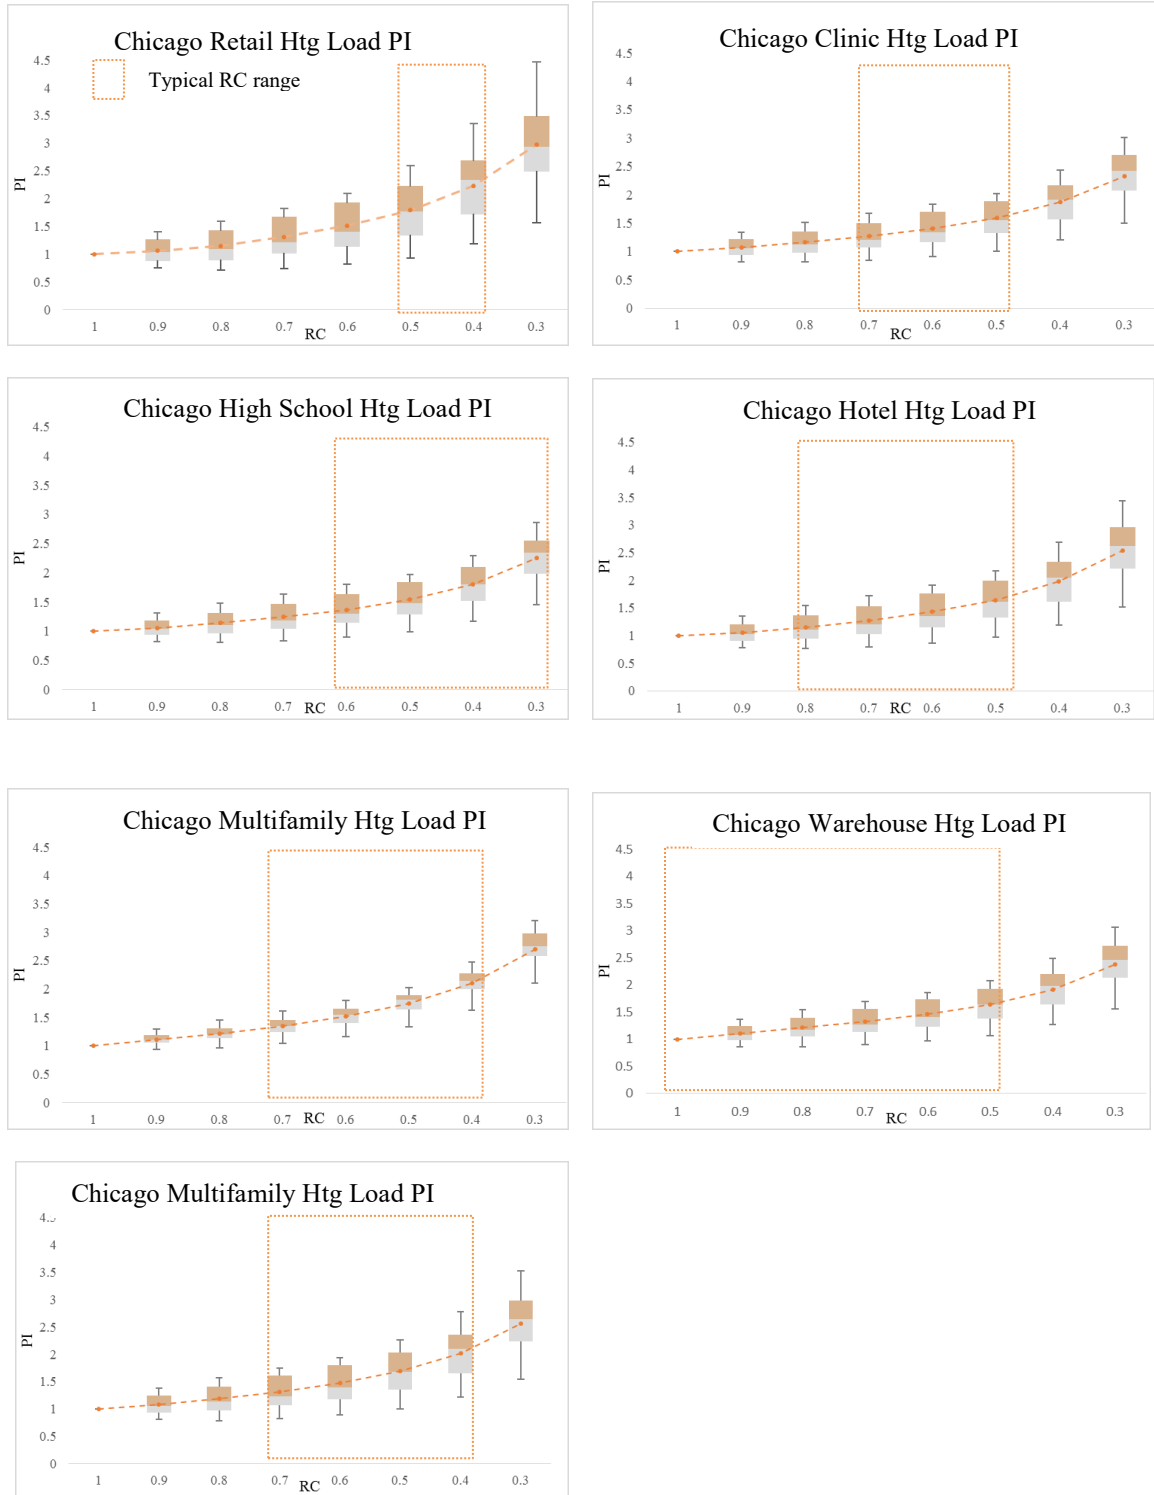 Chicago Retail Htg Load PI
Typical RC range
4.5
4
3.5
3
2.5
2
1.5
1
0.5
0
PI
1 0.9 0.8 0.7 0.6 0.5 0.4 0.3
RC
Chicago Clinic Htg Load PI
4.5
4
3.5
3
2.5
2
1.5
1
0.5
0
PI
1 0.9 0.8 0.7 0.6 0.5 0.4 0.3
RC
Chicago High School Htg Load PI
4.5
4
3.5
3
2.5
2
1.5
1
0.5
0
PI
1 0.9 0.8 0.7 RC 0.6 0.5 0.4 0.3
Chicago Hotel Htg Load PI
4.5
4
3.5
3
2.5
2
1.5
1
0.5
0
PI
1 0.9 0.8 0.7 RC 0.6 0.5 0.4 0.3
Chicago Multifamily Htg Load PI
4.5
4
3.5
3
2.5
2
1.5
1
0.5
0
PI
1 0.9 0.8 0.7 RC 0.6 0.5 0.4 0.3
Chicago Warehouse Htg Load PI
4.5
4
3.5
3
2.5
2
1.5
1
0.5
0
PI
1 0.9 0.8 0.7 0.6 0.5 0.4 0.3
RC
Chicago Multifamily Htg Load PI
4.5
4
3.5
3
2.5
2
1.5
1
0.5
0
PI
1 0.9 0.8 0.7 0.6 0.5 0.4 0.3
RC